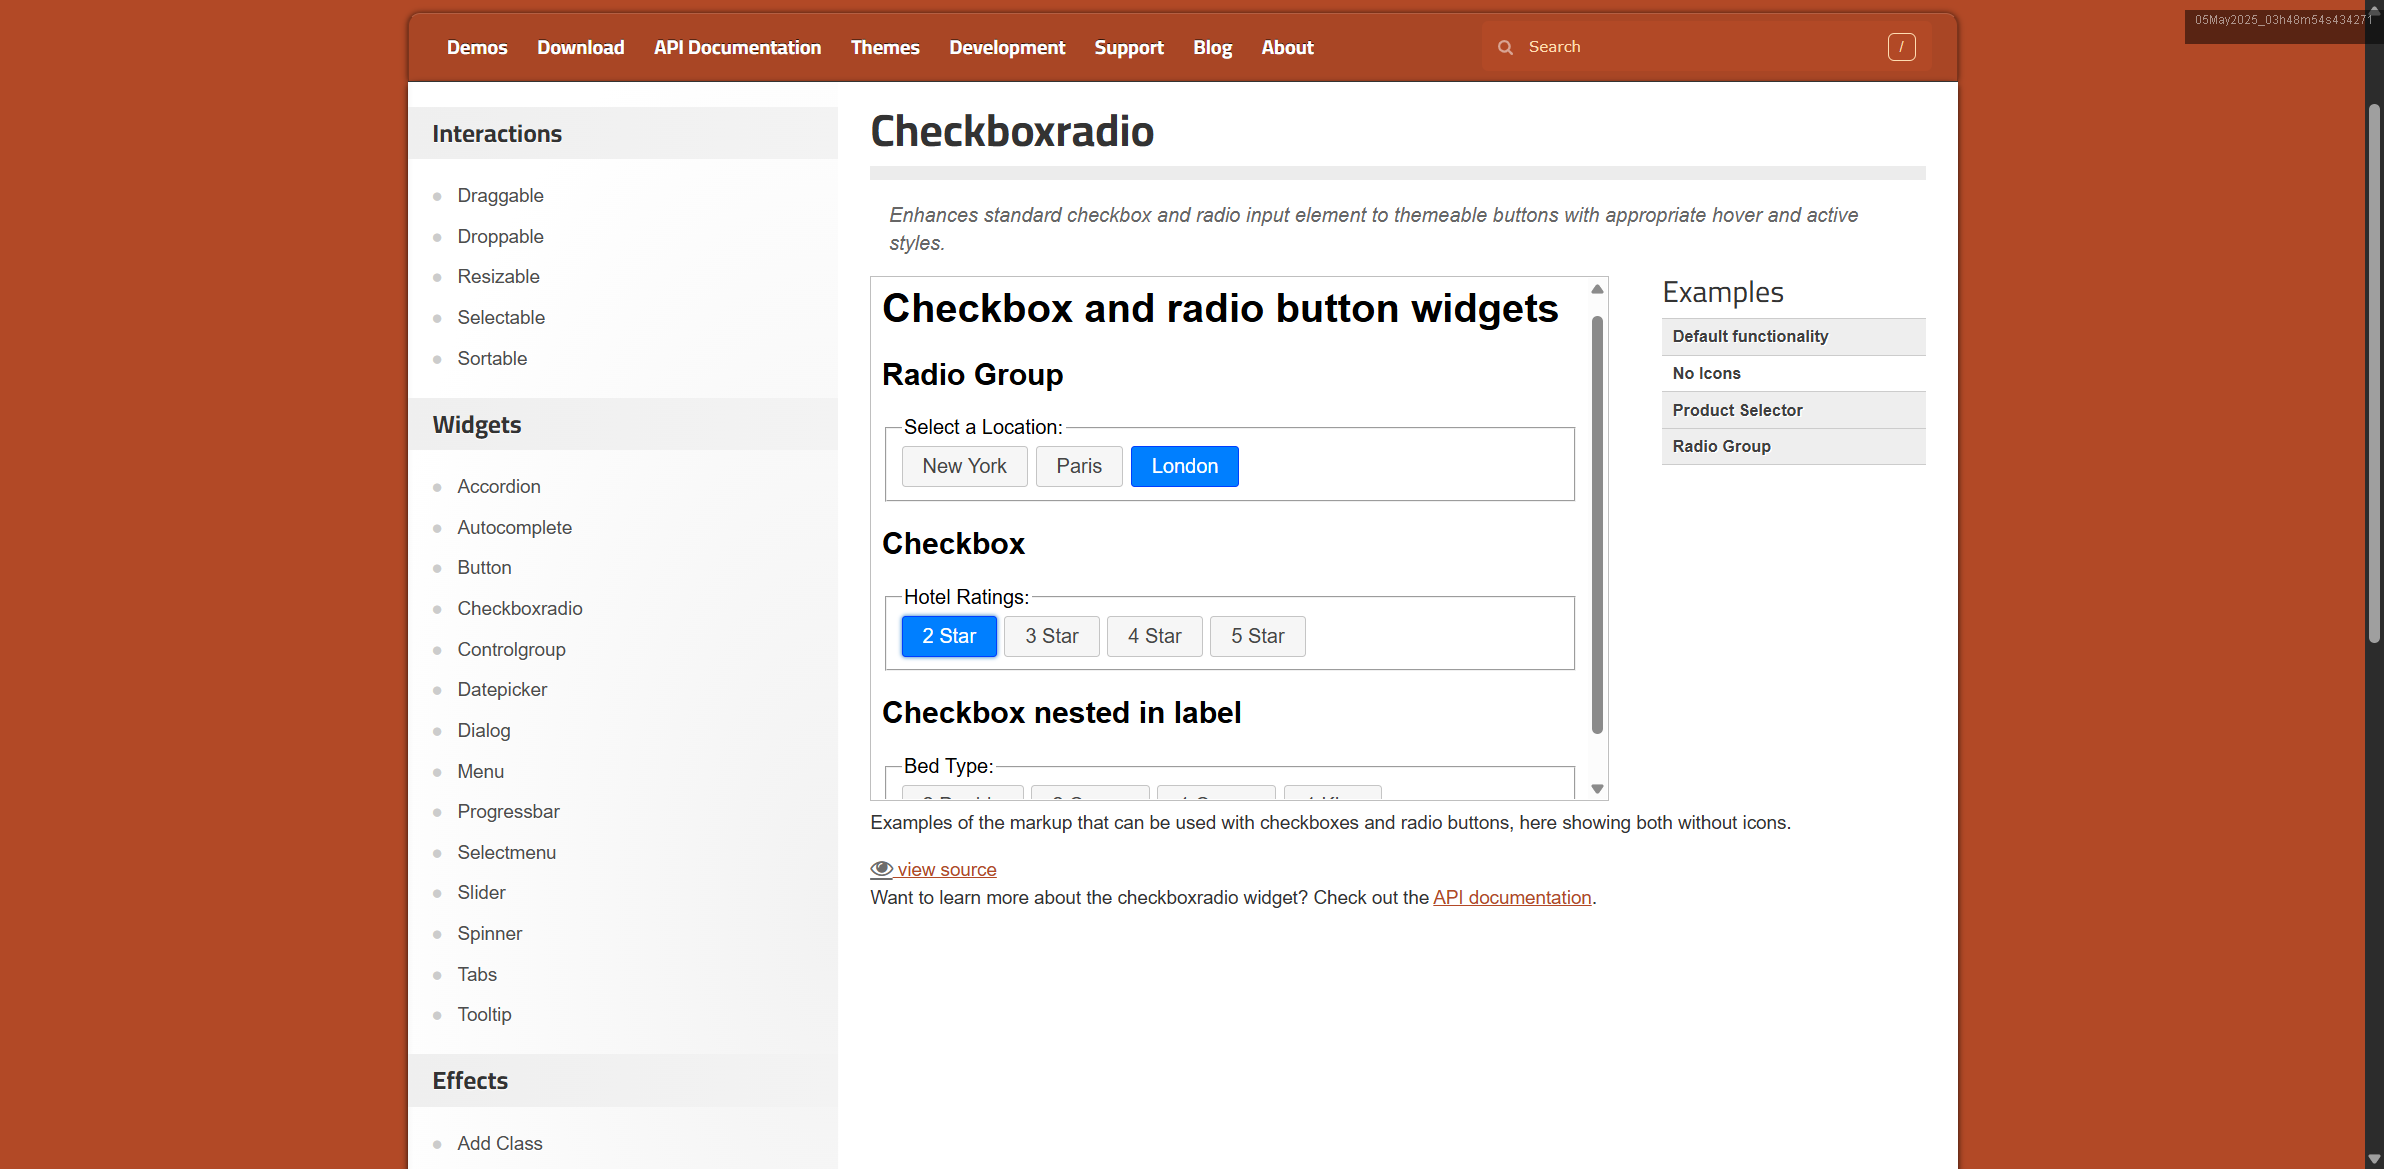 05May2025_03h48m54s434271
Demos Download API Documentation Themes Development Support Blog About Search /
Interactions
Draggable
Droppable
Resizable
Selectable
Sortable
Widgets
Accordion
Autocomplete
Button
Checkboxradio
Controlgroup
Datepicker
Dialog
Menu
Progressbar
Selectmenu
Slider
Spinner
Tabs
Tooltip
Effects
Add Class
Checkboxradio
Enhances standard checkbox and radio input element to themeable buttons with appropriate hover and active
styles.
Checkbox and radio button widgets
Radio Group
Select a Location:
New York Paris London
Checkbox
Hotel Ratings:
2 Star 3 Star 4 Star 5 Star
Checkbox nested in label
Bed Type:
Examples
Default functionality
No Icons
Product Selector
Radio Group
Examples of the markup that can be used with checkboxes and radio buttons, here showing both without icons.
view source
Want to learn more about the checkboxradio widget? Check out the API documentation.